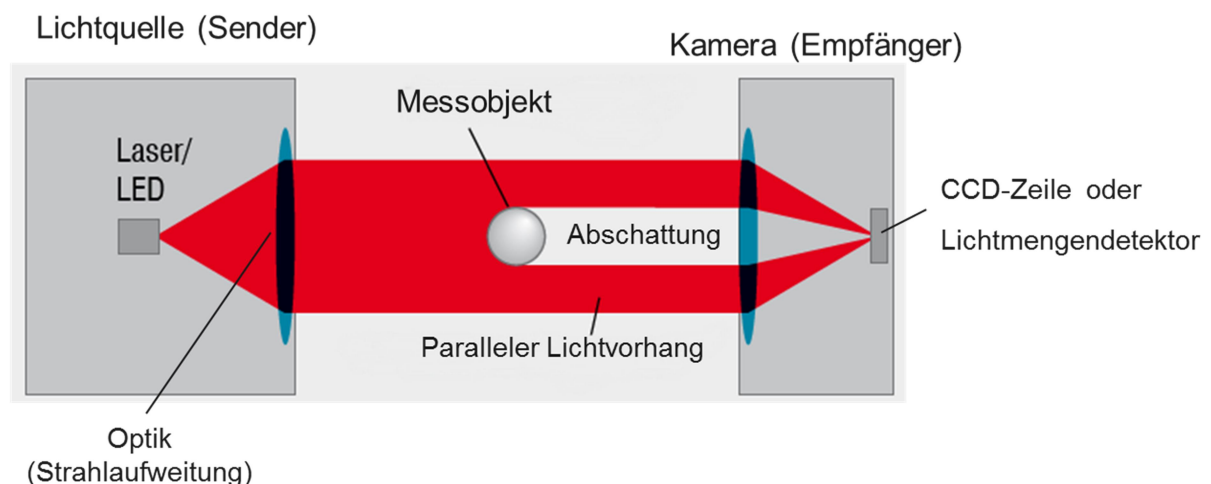 Lichtquelle (Sender)
Kamera (Empfänger)
Messobjekt
Laser/
LED
CCD-Zeile oder
Lichtmengendetektor
Abschattung
Paralleler Lichtvorhang
Optik
(Strahlaufweitung)